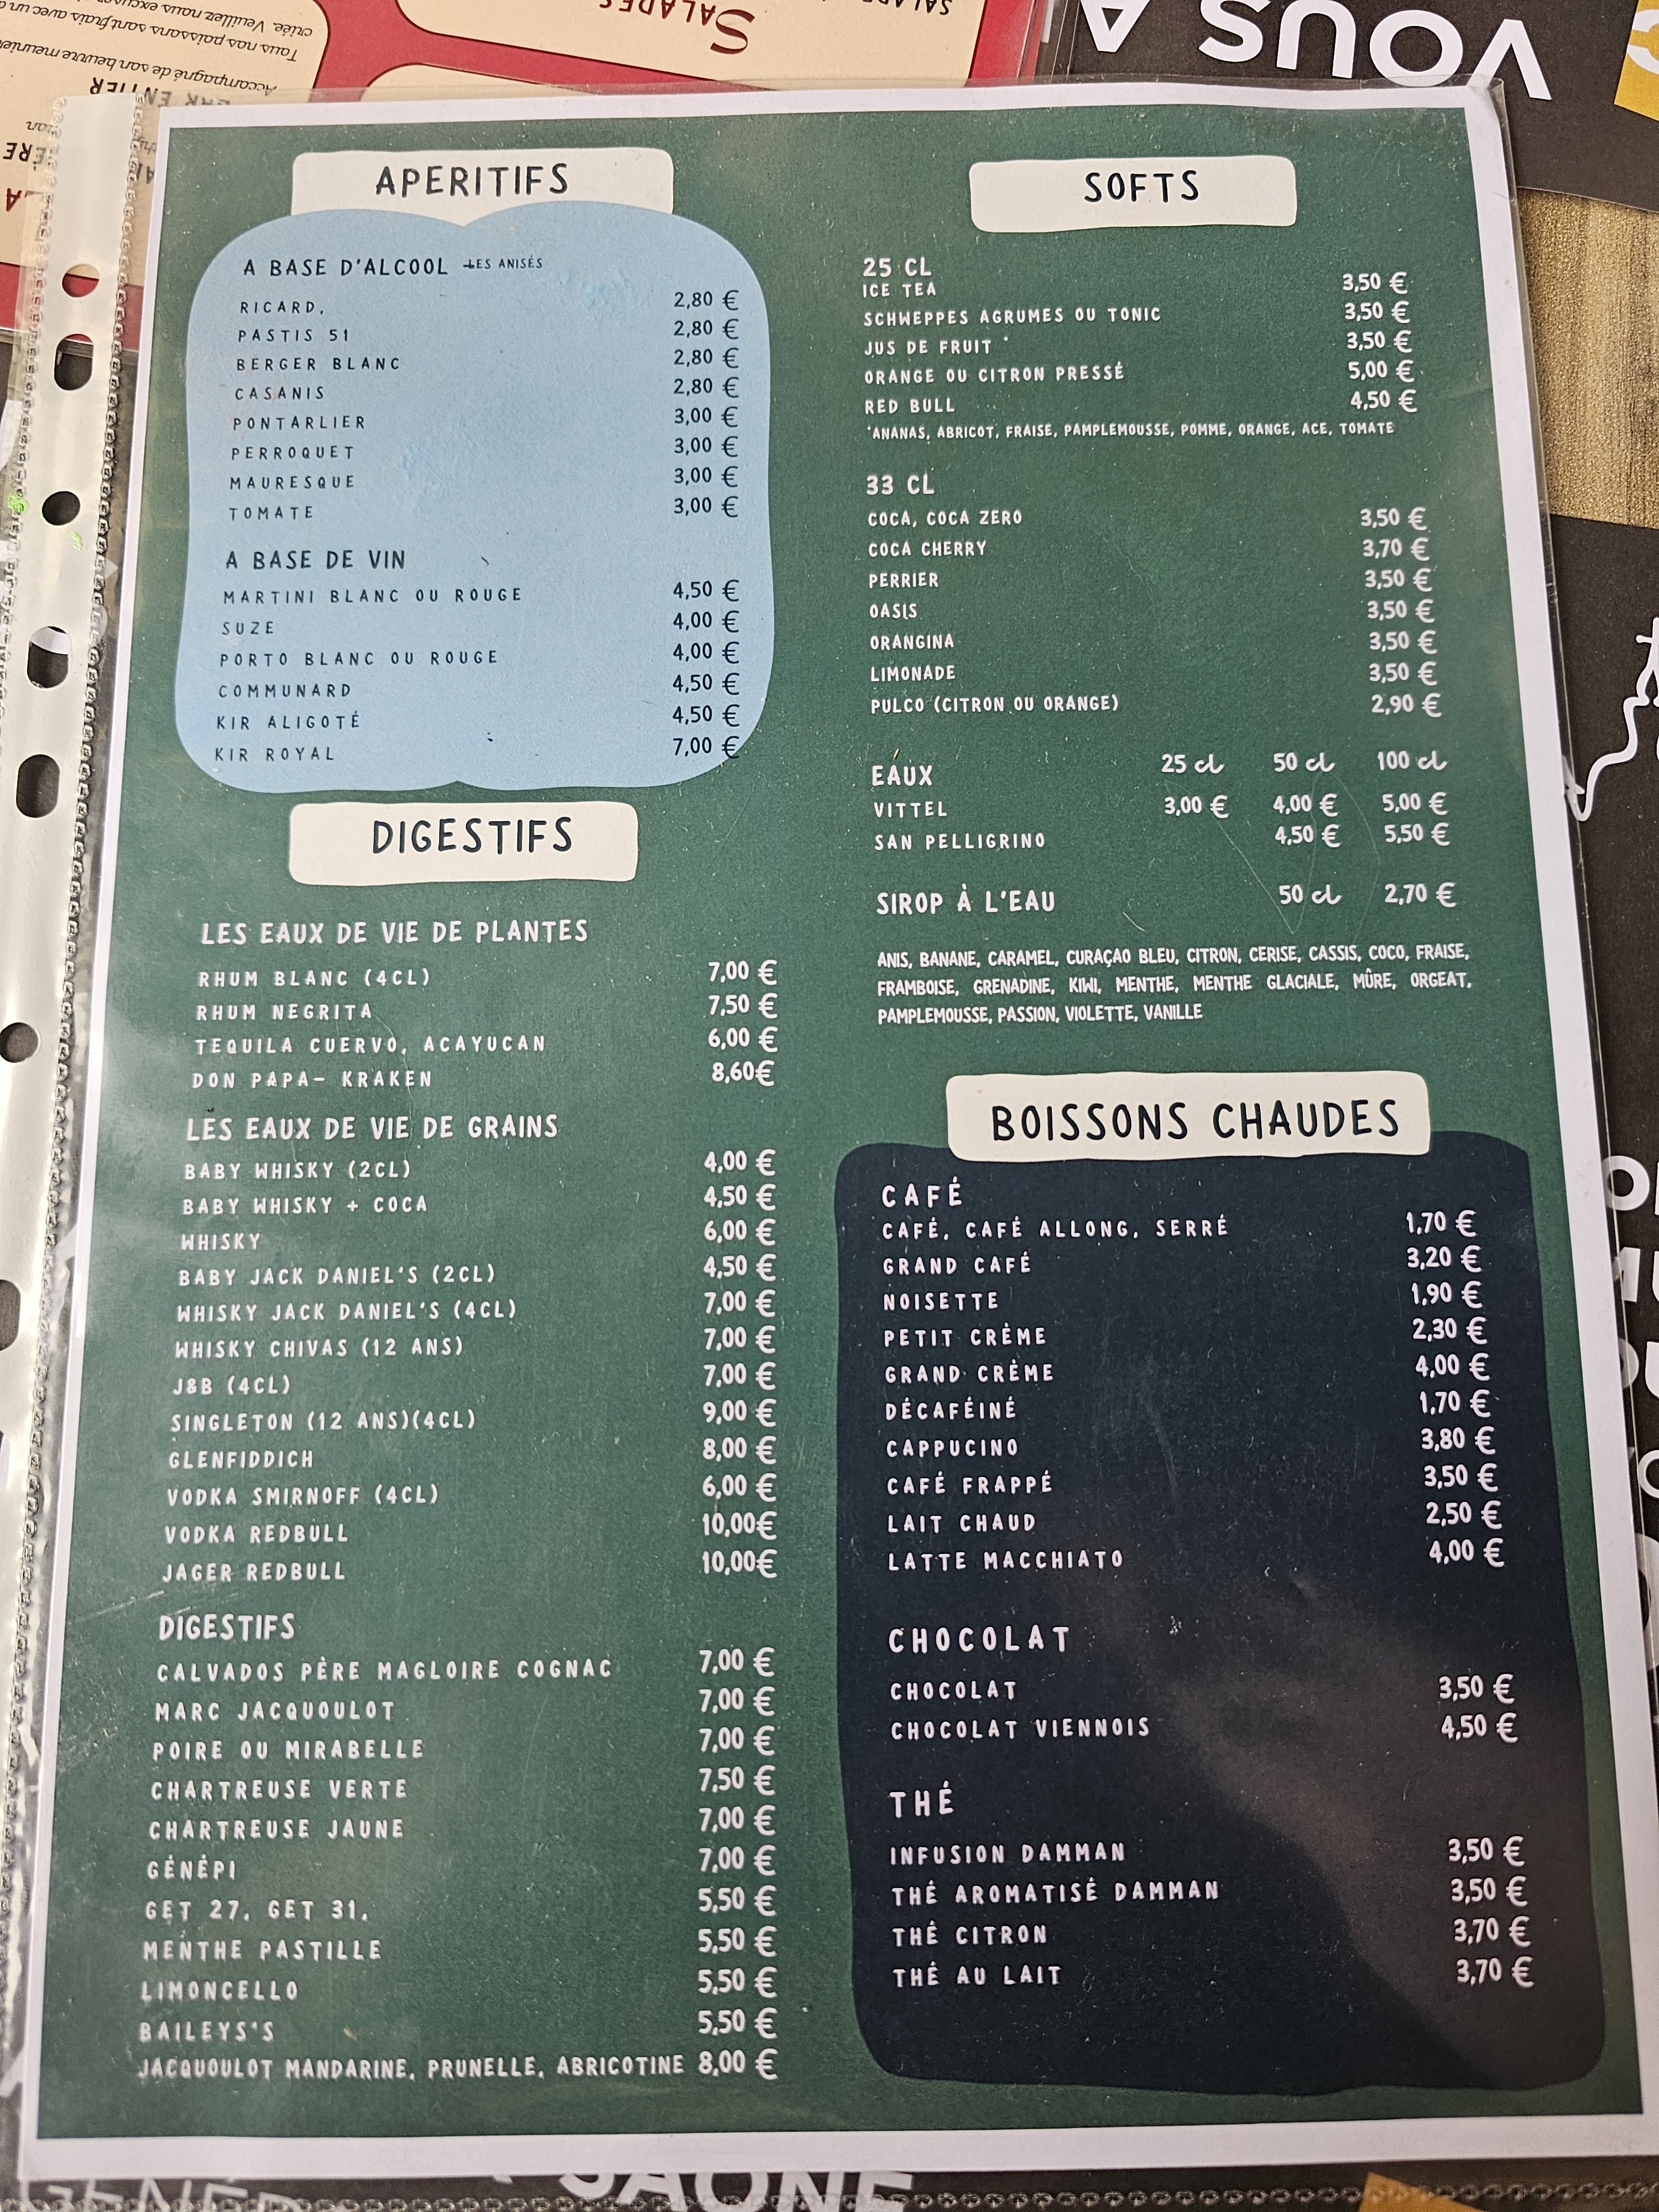 VOUS A
SALADES
ENTIER
Accompagné de son beurre meunier
Tous nos poissons sont frais
criée. Veuillez nous
APERITIFS
A BASE D'ALCOOL -LES ANISÉS
RICARD, 2,80 €
PASTIS 51 2,80 €
BERGER BLANC 2,80 €
CASANIS 2,80 €
PONTARLIER 3,00 €
PERROQUET 3,00 €
MAURESQUE 3,00 €
TOMATE 3,00 €
A BASE DE VIN
MARTINI BLANC OU ROUGE 4,50 €
SUZE 4,00 €
PORTO BLANC OU ROUGE 4,00 €
COMMUNARD 4,50 €
KIR ALIGOTÉ 4,50 €
KIR ROYAL 7,00 €
DIGESTIFS
LES EAUX DE VIE DE PLANTES
RHUM BLANC (4CL) 7,00 €
RHUM NEGRITA 7,50 €
TEQUILA CUERVO, ACAYUCAN 6,00 €
DON PAPA- KRAKEN 8,60€
LES EAUX DE VIE DE GRAINS
BABY WHISKY (2CL) 4,00 €
BABY WHISKY + COCA 4,50 €
WHISKY 6,00 €
BABY JACK DANIEL'S (2CL) 4,50 €
WHISKY JACK DANIEL'S (4CL) 7,00 €
WHISKY CHIVAS (12 ANS) 7,00 €
J&B (4CL) 7,00 €
SINGLETON (12 ANS)(4CL) 9,00 €
GLENFIDDICH 8,00 €
VODKA SMIRNOFF (4CL) 6,00 €
VODKA REDBULL 10,00€
JAGER REDBULL 10,00€
DIGESTIFS
CALVADOS PÈRE MAGLOIRE COGNAC 7,00 €
MARC JACQUOULOT 7,00 €
POIRE OU MIRABELLE 7,00 €
CHARTREUSE VERTE 7,50 €
CHARTREUSE JAUNE 7,00 €
GÉNÉPI 7,00 €
GET 27, GET 31, 5,50 €
MENTHE PASTILLE 5,50 €
LIMONCELLO 5,50 €
BAILEYS'S 5,50 €
JACQUOULOT MANDARINE, PRUNELLE, ABRICOTINE 8,00 €
SOFTS
25 CL
ICE TEA 3,50 €
SCHWEPPES AGRUMES OU TONIC 3,50 €
JUS DE FRUIT * 3,50 €
ORANGE OU CITRON PRESSÉ 5,00 €
RED BULL 4,50 €
*ANANAS, ABRICOT, FRAISE, PAMPLEMOUSSE, POMME, ORANGE, ACE, TOMATE
33 CL
COCA, COCA ZERO 3,50 €
COCA CHERRY 3,70 €
PERRIER 3,50 €
OASIS 3,50 €
ORANGINA 3,50 €
LIMONADE 3,50 €
PULCO (CITRON OU ORANGE) 2,90 €
EAUX 25 cl 50 cl 100 cl
VITTEL 3,00 € 4,00 € 5,00 €
SAN PELLIGRINO 4,50 € 5,50 €
SIROP À L'EAU 50 cl 2,70 €
ANIS, BANANE, CARAMEL, CURAÇAO BLEU, CITRON, CERISE, CASSIS, COCO, FRAISE,
FRAMBOISE, GRENADINE, KIWI, MENTHE, MENTHE GLACIALE, MÛRE, ORGEAT,
PAMPLEMOUSSE, PASSION, VIOLETTE, VANILLE
BOISSONS CHAUDES
CAFÉ
CAFÉ, CAFÉ ALLONG, SERRÉ 1,70 €
GRAND CAFÉ 3,20 €
NOISETTE 1,90 €
PETIT CRÈME 2,30 €
GRAND CRÈME 4,00 €
DÉCAFÉINÉ 1,70 €
CAPPUCINO 3,80 €
CAFÉ FRAPPÉ 3,50 €
LAIT CHAUD 2,50 €
LATTE MACCHIATO 4,00 €
CHOCOLAT
CHOCOLAT 3,50 €
CHOCOLAT VIENNOIS 4,50 €
THÉ
INFUSION DAMMAN 3,50 €
THÉ AROMATISÉ DAMMAN 3,50 €
THÉ CITRON 3,70 €
THÉ AU LAIT 3,70 €
SAÔNE